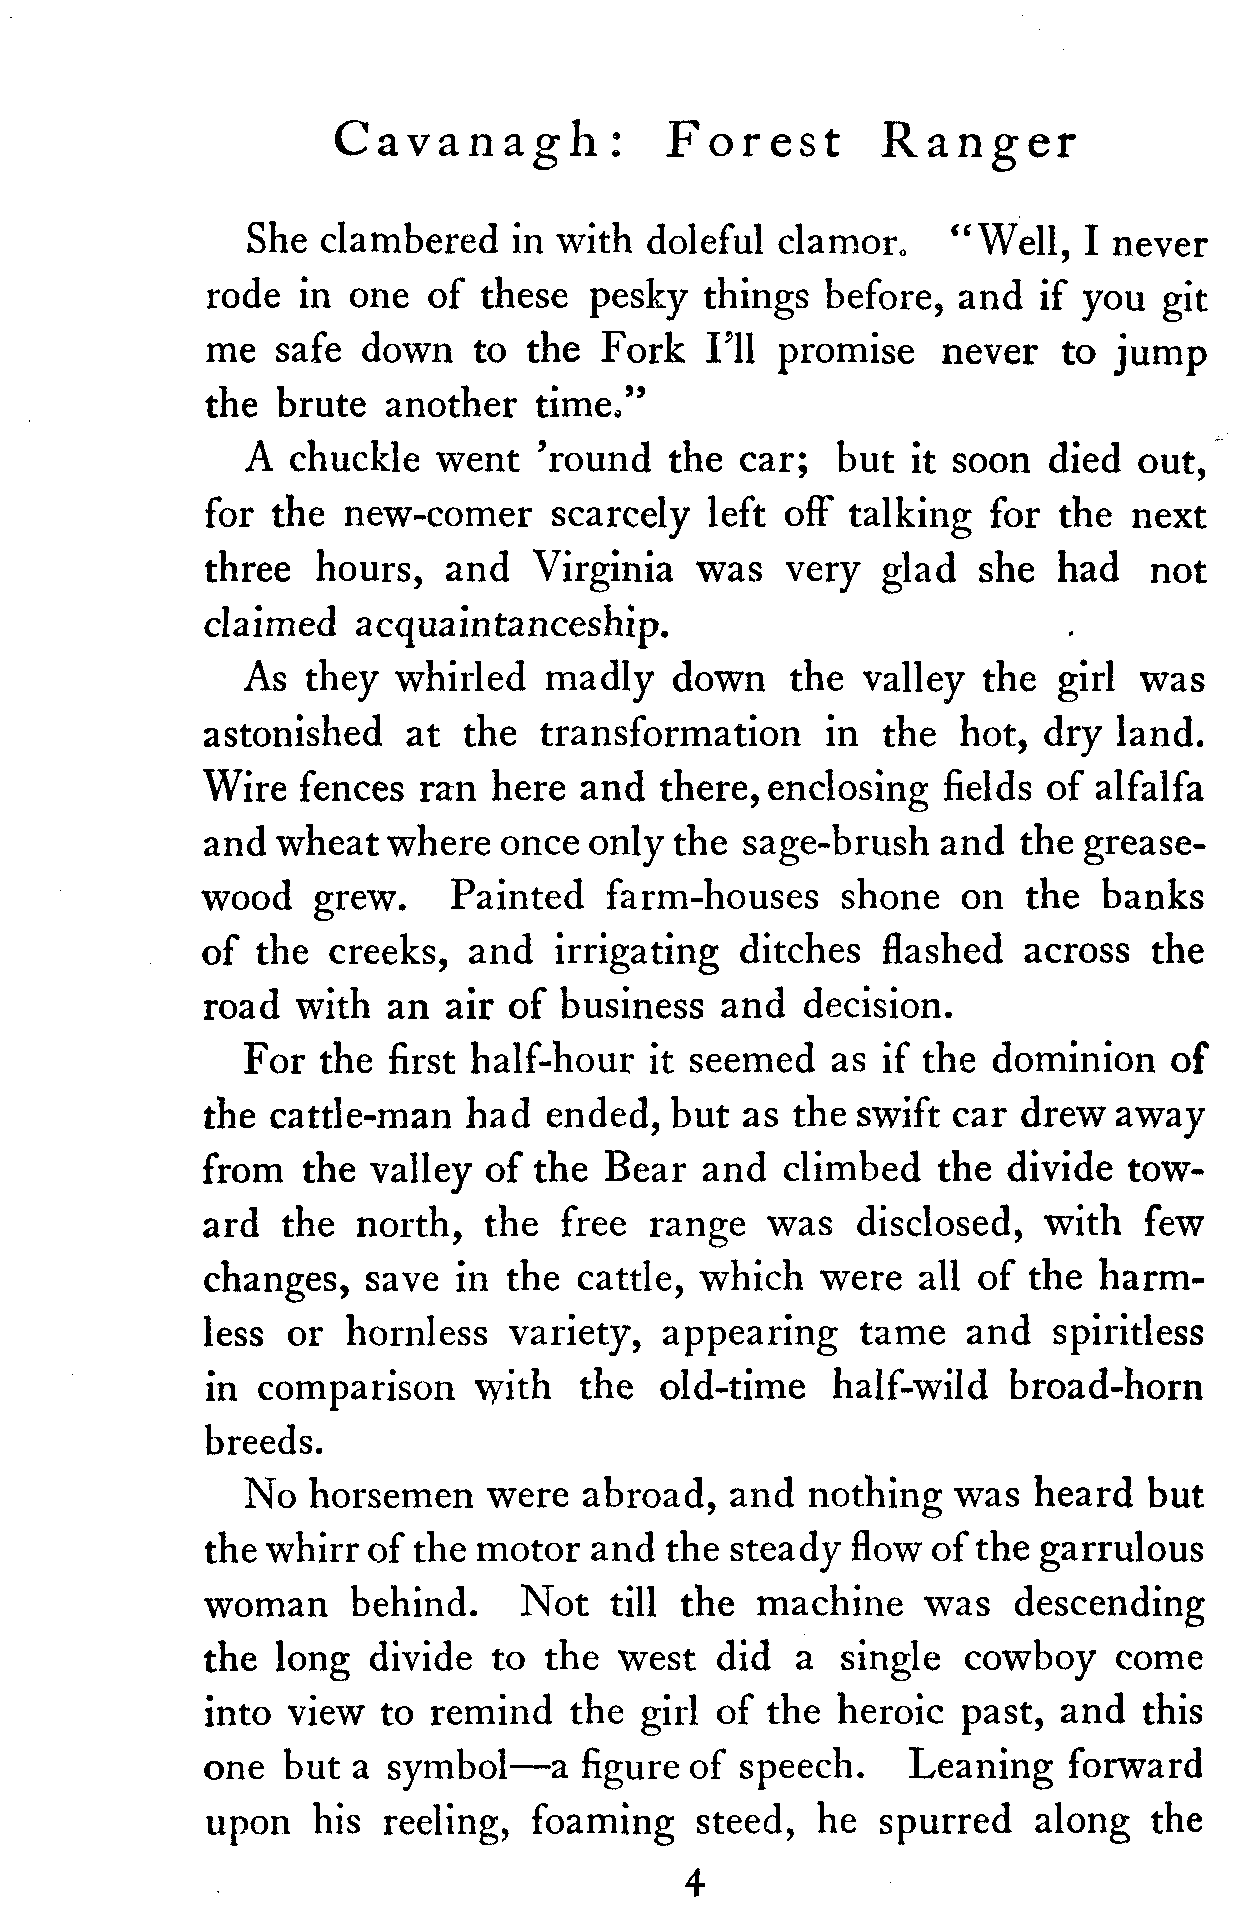 Cavanagh: Forest Ranger
She clambered in with doleful clamor. “Well, I never
rode in one of these pesky things before, and if you git
me safe down to the Fork I’ll promise never to jump
the brute another time.”
A chuckle went ’round the car; but it soon died out,
for the new-comer scarcely left off talking for the next
three hours, and Virginia was very glad she had not
claimed acquaintanceship.
As they whirled madly down the valley the girl was
astonished at the transformation in the hot, dry land.
Wire fences ran here and there, enclosing fields of alfalfa
and wheat where once only the sage-brush and the grease-
wood grew. Painted farm-houses shone on the banks
of the creeks, and irrigating ditches flashed across the
road with an air of business and decision.
For the first half-hour it seemed as if the dominion of
the cattle-man had ended, but as the swift car drew away
from the valley of the Bear and climbed the divide tow-
ard the north, the free range was disclosed, with few
changes, save in the cattle, which were all of the harm-
less or hornless variety, appearing tame and spiritless
in comparison with the old-time half-wild broad-horn
breeds.
No horsemen were abroad, and nothing was heard but
the whirr of the motor and the steady flow of the garrulous
woman behind. Not till the machine was descending
the long divide to the west did a single cowboy come
into view to remind the girl of the heroic past, and this
one but a symbol—a figure of speech. Leaning forward
upon his reeling, foaming steed, he spurred along the
4